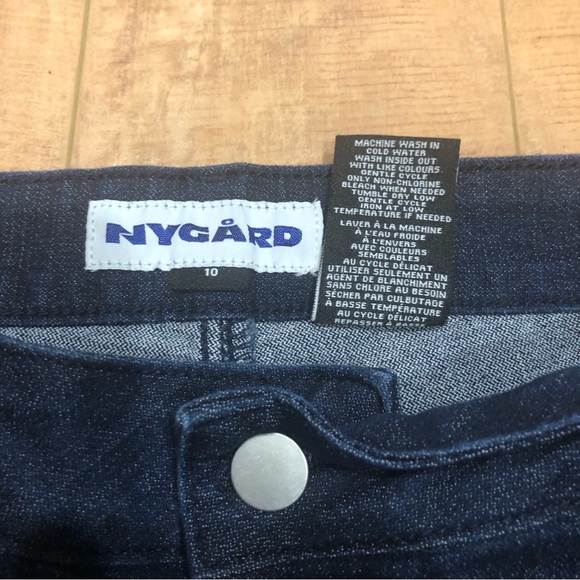 NYGÅRD
10
MACHINE WASH IN
COLD WATER
WASH INSIDE OUT
WITH LIKE COLOURS
GENTLE CYCLE
ONLY NON-CHLORINE
BLEACH WHEN NEEDED
TUMBLE DRY LOW
GENTLE CYCLE
IRON AT LOW
TEMPERATURE IF NEEDED
LAVER À LA MACHINE
À L'EAU FROIDE
À L'ENVERS
AVEC COULEURS
SEMBLABLES
AU CYCLE DÉLICAT
UTILISER SEULEMENT UN
AGENT DE BLANCHIMENT
SANS CHLORE AU BESOIN
SÉCHER PAR CULBUTAGE
À BASSE TEMPÉRATURE
AU CYCLE DÉLICAT
REPASSER À BASSE